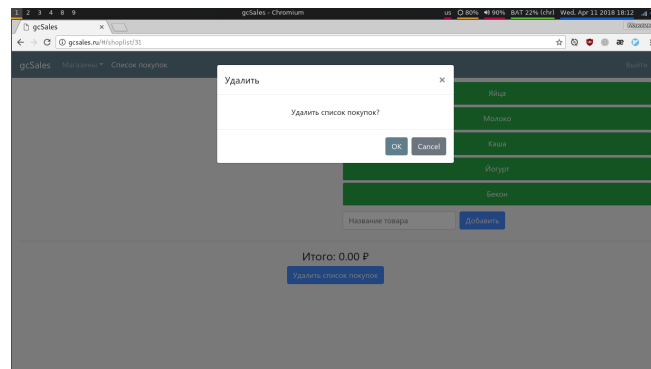 1 2 3 4 8 9
gcSales - Chromium
us 80% 90% BAT 22% (chr) Wed, Apr 11 2018 18:12
gcSales ×
gcsales.ru/#/shoplist/31
gcSales Магазины Список покупок Выйти
Удалить ×
Удалить список покупок?
OK Cancel
Яйца
Молоко
Каша
Йогурт
Бекон
Название товара Добавить
Итого: 0.00 ₽
Удалить список покупок